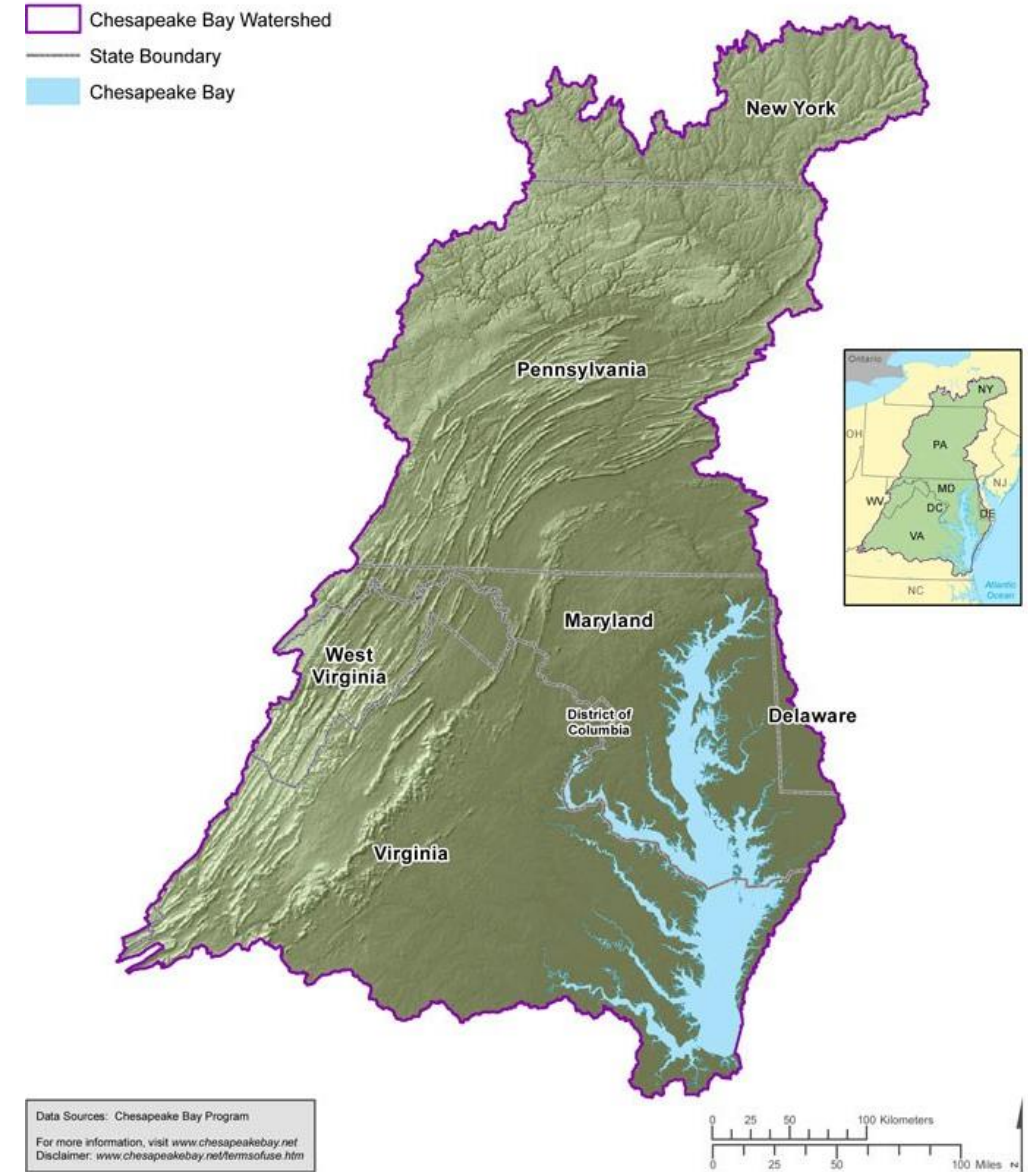 Chesapeake Bay Watershed
State Boundary
Chesapeake Bay
New York
Pennsylvania
Maryland
West
Virginia
District of
Columbia
Delaware
Virginia
Ontario
NY
OH
PA
NJ
WV
MD
DC
DE
VA
NC
Atlantic
Ocean
Data Sources: Chesapeake Bay Program
For more information, visit www.chesapeakebay.net
Disclaimer: www.chesapeakebay.net/termsofuse.htm
0 25 50 100 Kilometers
0 25 50 100 Miles
N